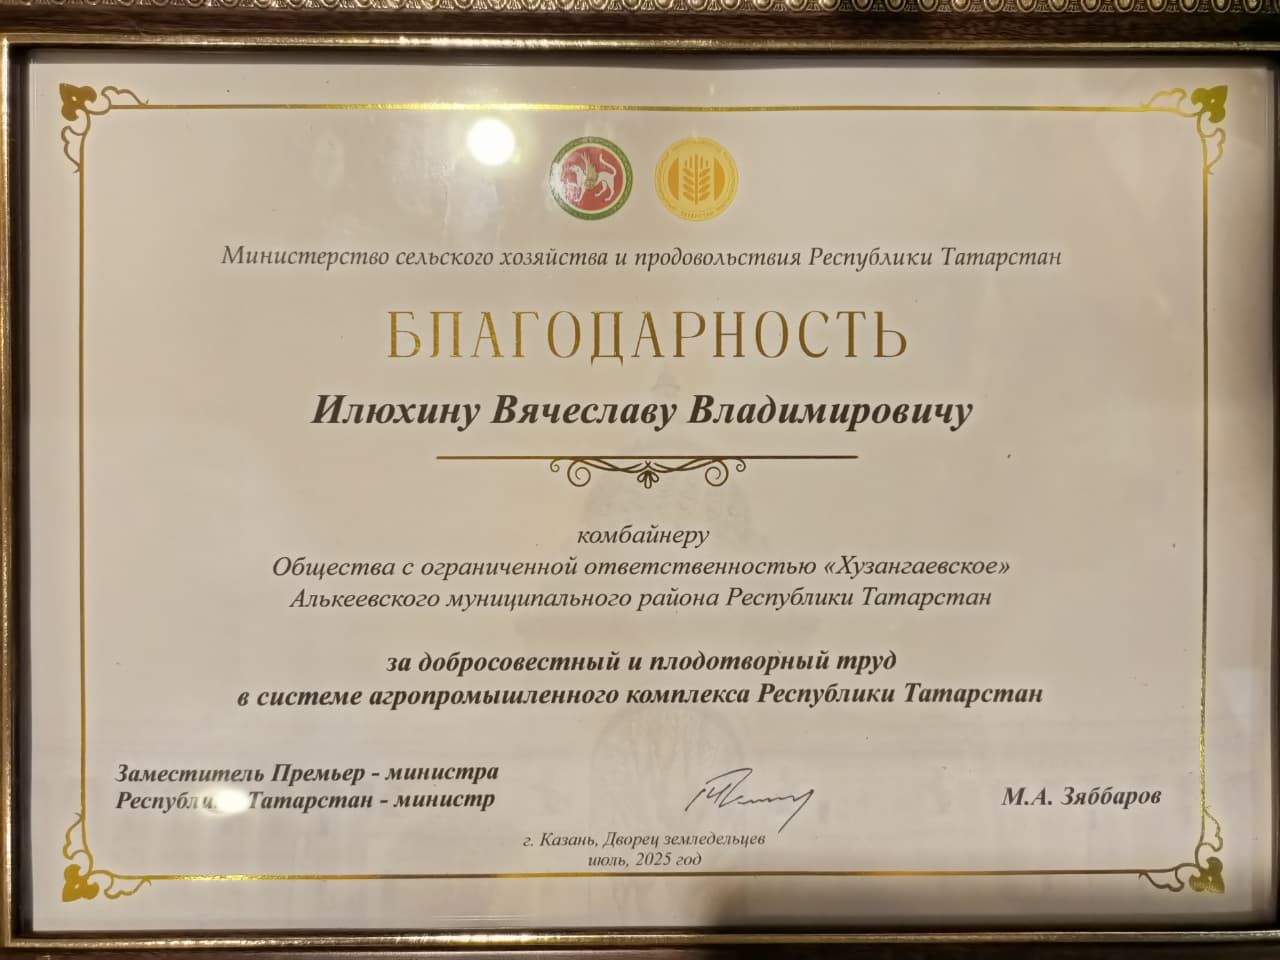 Министерство сельского хозяйства и продовольствия Республики Татарстан
БЛАГОДАРНОСТЬ
Илюхину Вячеславу Владимировичу
комбайнеру
Общества с ограниченной ответственностью «Хузангаевское»
Алькеевского муниципального района Республики Татарстан
за добросовестный и плодотворный труд
в системе агропромышленного комплекса Республики Татарстан
Заместитель Премьер - министра
Республики Татарстан - министр
М.А. Зяббаров
г. Казань, Дворец земледельцев
июль, 2025 год